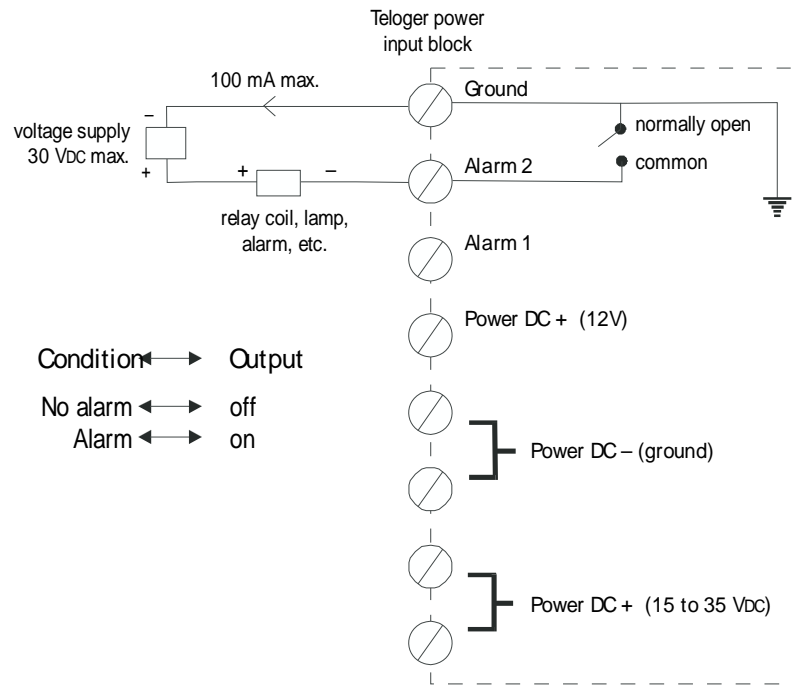 Teloger power
input block
100 mA max.
Ground
–
voltage supply
30 VDC max.
+
normally open
+
–
Alarm 2
common
relay coil, lamp,
alarm, etc.
Alarm 1
Power DC + (12V)
Condition Output
No alarm off
Alarm on
Power DC – (ground)
Power DC + (15 to 35 VDC)